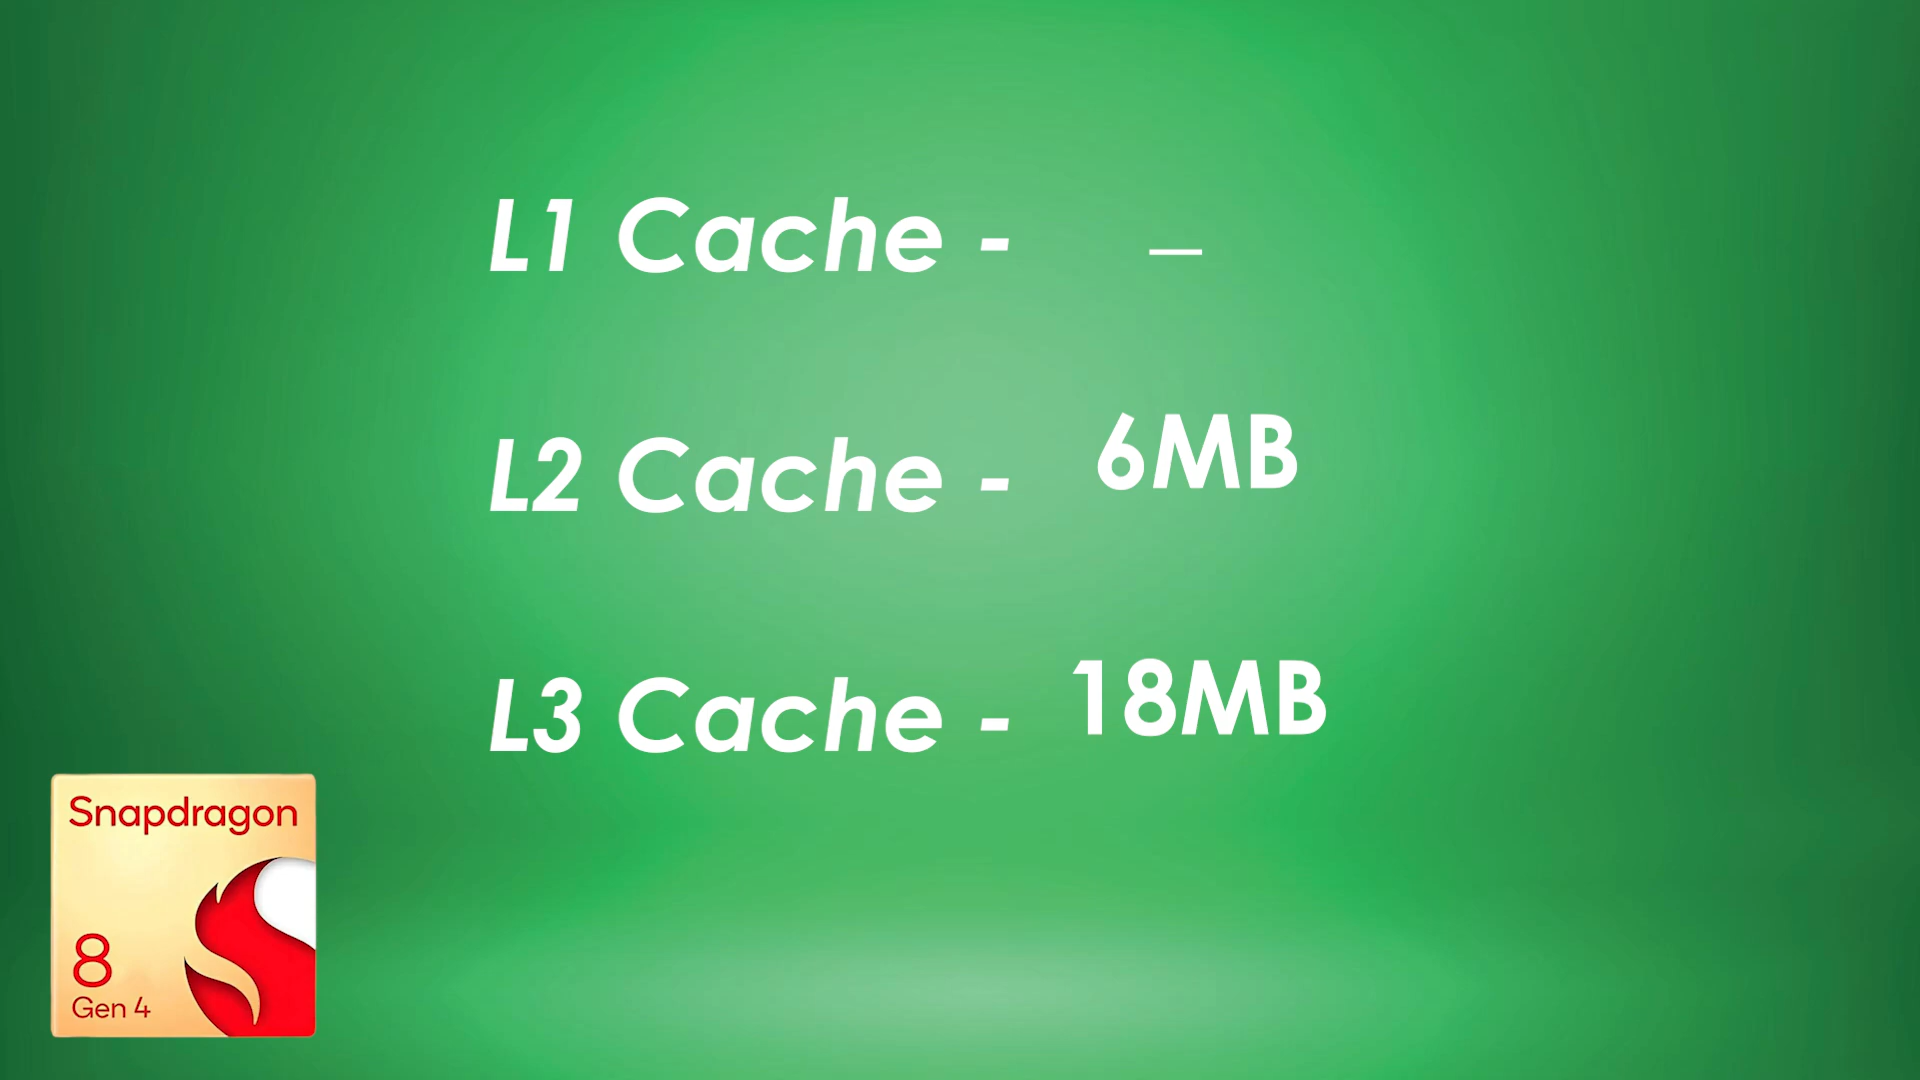 L1 Cache - –
L2 Cache - 6MB
L3 Cache - 18MB
Snapdragon
8
Gen 4